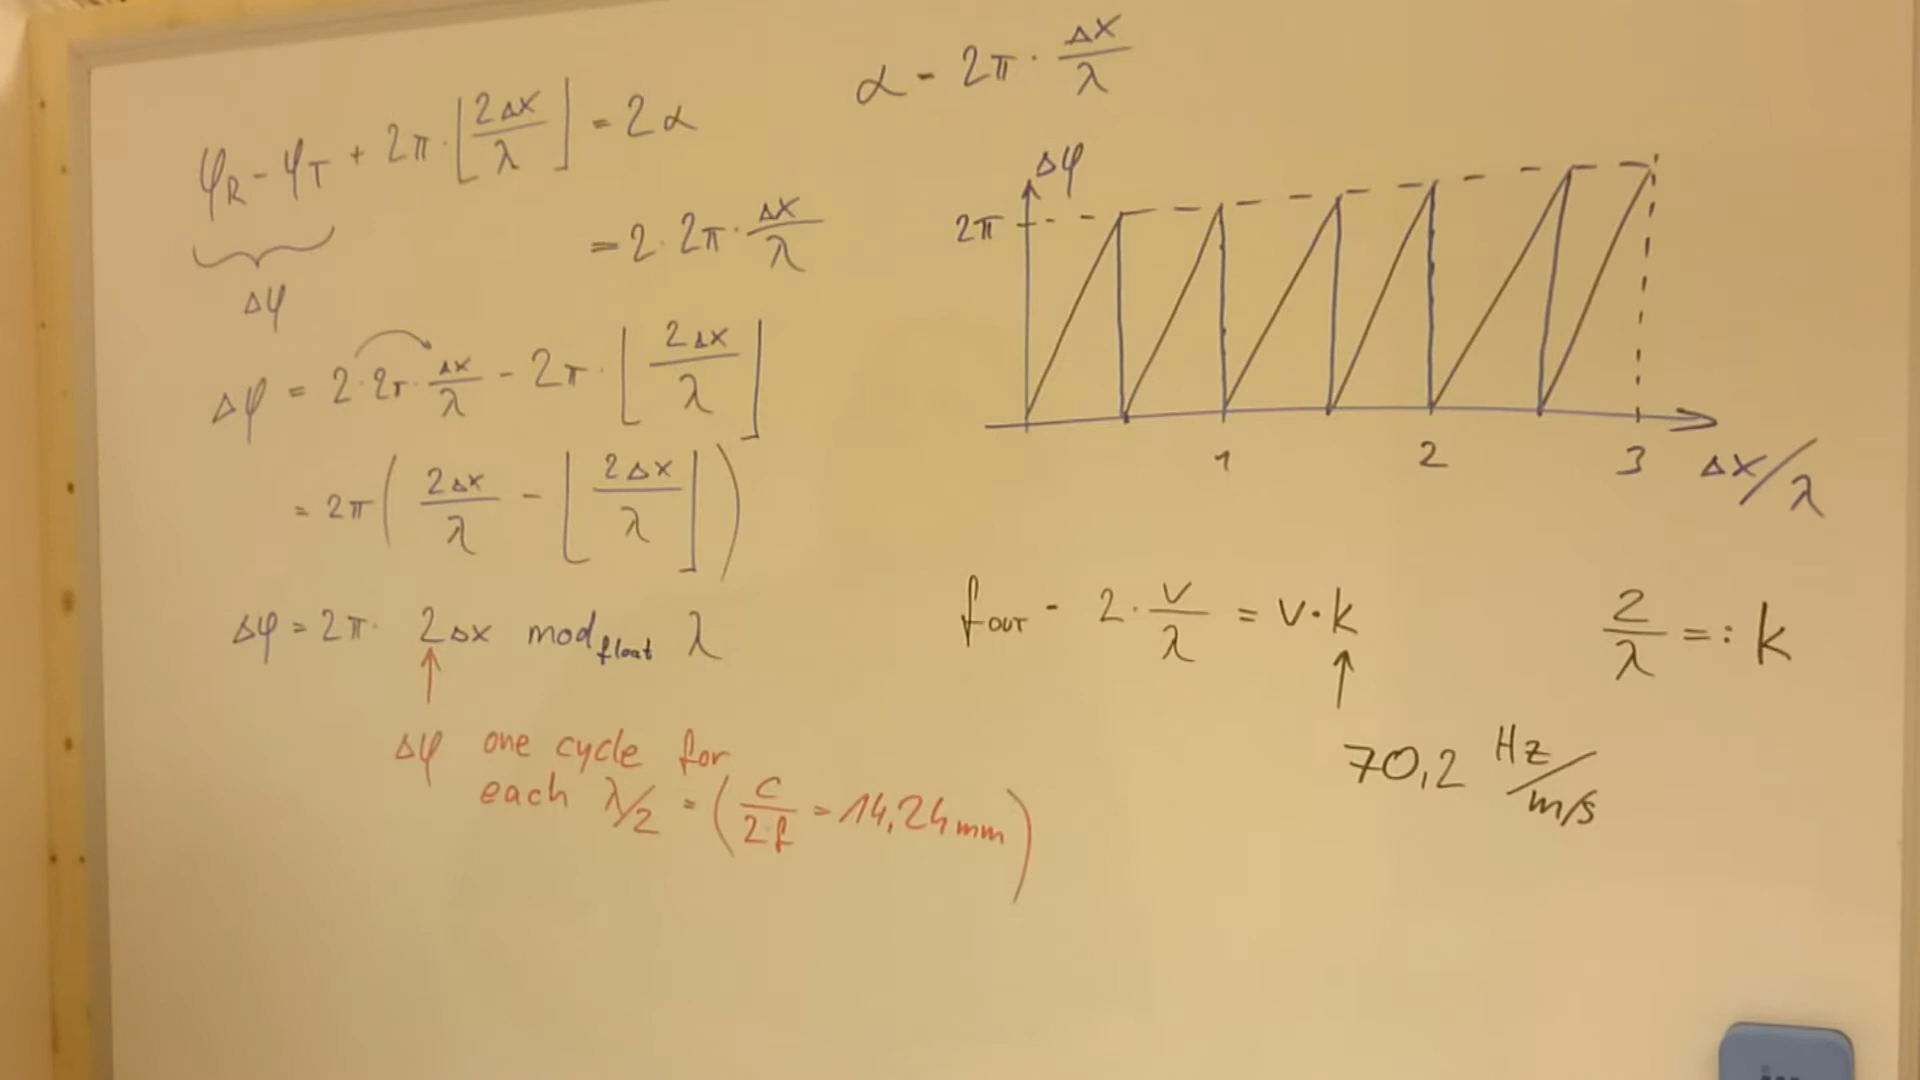 φR - φT + 2π · ⌊2Δx/λ⌋ = 2α
Δφ
= 2 · 2π · Δx/λ
Δφ = 2 · 2π · Δx/λ - 2π · ⌊2Δx/λ⌋
= 2π (2Δx/λ - ⌊2Δx/λ⌋)
Δφ = 2π · 2Δx mod float λ
Δφ one cycle for
each λ/2 = (c/2·f = 14,24 mm)
α = 2π · Δx/λ
Δφ
2π
1 2 3 Δx/λ
f OUT = 2 · v/λ = v · k
2/λ =: k
70,2 Hz/m/s